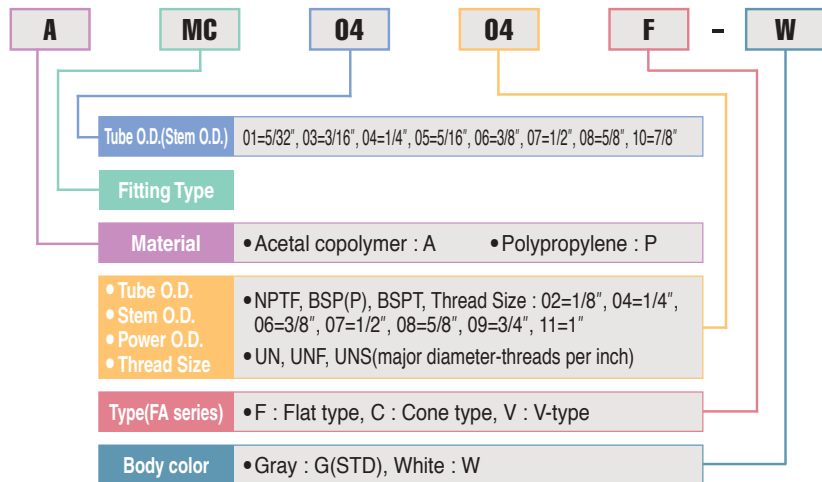 A MC 04 04 F - W
Tube O.D.(Stem O.D.) 01=5/32", 03=3/16", 04=1/4", 05=5/16", 06=3/8", 07=1/2", 08=5/8", 10=7/8"
Fitting Type
Material •Acetal copolymer : A •Polypropylene : P
•Tube O.D.
•Stem O.D.
•Power O.D.
•Thread Size
•NPTF, BSP(P), BSPT, Thread Size : 02=1/8", 04=1/4",
06=3/8", 07=1/2", 08=5/8", 09=3/4", 11=1"
•UN, UNF, UNS(major diameter-threads per inch)
Type(FA series) •F : Flat type, C : Cone type, V : V-type
Body color •Gray : G(STD), White : W